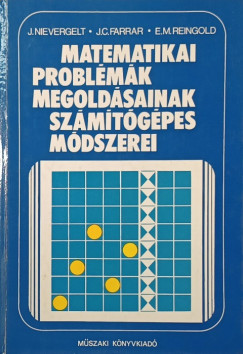 J. NIEVERGELT · J.C. FARRAR · E.M. REINGOLD
MATEMATIKAI
PROBLÉMÁK
MEGOLDÁSAINAK
SZÁMÍTÓGÉPES
MÓDSZEREI
MŰSZAKI KÖNYVKIADÓ